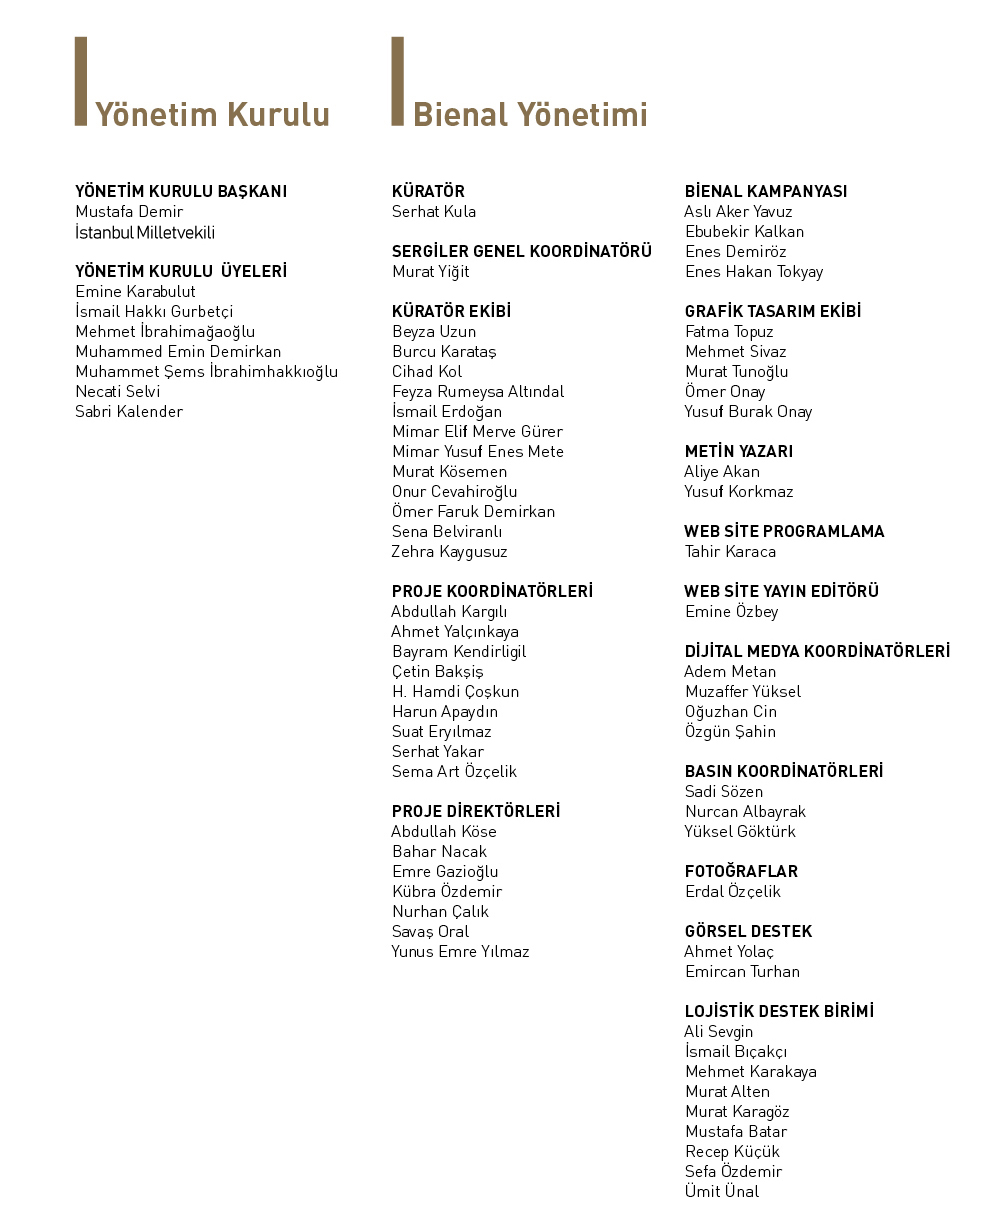 Yönetim Kurulu
YÖNETİM KURULU BAŞKANI
Mustafa Demir
İstanbul Milletvekili
YÖNETİM KURULU ÜYELERİ
Emine Karabulut
İsmail Hakkı Gurbetçi
Mehmet İbrahimağaoğlu
Muhammed Emin Demirkan
Muhammet Şems İbrahimhakkıoğlu
Necati Selvi
Sabri Kalender
Bienal Yönetimi
KÜRATÖR
Serhat Kula
SERGİLER GENEL KOORDİNATÖRÜ
Murat Yiğit
KÜRATÖR EKİBİ
Beyza Uzun
Burcu Karataş
Cihad Kol
Feyza Rumeysa Altındal
İsmail Erdoğan
Mimar Elif Merve Gürer
Mimar Yusuf Enes Mete
Murat Kösemen
Onur Cevahiroğlu
Ömer Faruk Demirkan
Sena Belviranlı
Zehra Kaygusuz
PROJE KOORDİNATÖRLERİ
Abdullah Kargılı
Ahmet Yalçınkaya
Bayram Kendirligil
Çetin Bakşiş
H. Hamdi Çoşkun
Harun Apaydın
Suat Eryılmaz
Serhat Yakar
Sema Art Özçelik
PROJE DİREKTÖRLERİ
Abdullah Köse
Bahar Nacak
Emre Gazioğlu
Kübra Özdemir
Nurhan Çalık
Savaş Oral
Yunus Emre Yılmaz
BİENAL KAMPANYASI
Aslı Aker Yavuz
Ebubekir Kalkan
Enes Demiröz
Enes Hakan Tokyay
GRAFİK TASARIM EKİBİ
Fatma Topuz
Mehmet Sivaz
Murat Tunoğlu
Ömer Onay
Yusuf Burak Onay
METİN YAZARI
Aliye Akan
Yusuf Korkmaz
WEB SİTE PROGRAMLAMA
Tahir Karaca
WEB SİTE YAYIN EDİTÖRÜ
Emine Özbey
DİJİTAL MEDYA KOORDİNATÖRLERİ
Adem Metan
Muzaffer Yüksel
Oğuzhan Cin
Özgün Şahin
BASIN KOORDİNATÖRLERİ
Sadi Sözen
Nurcan Albayrak
Yüksel Göktürk
FOTOĞRAFLAR
Erdal Özçelik
GÖRSEL DESTEK
Ahmet Yolaç
Emircan Turhan
LOJİSTİK DESTEK BİRİMİ
Ali Sevgin
İsmail Bıçakçı
Mehmet Karakaya
Murat Alten
Murat Karagöz
Mustafa Batar
Recep Küçük
Sefa Özdemir
Ümit Ünal